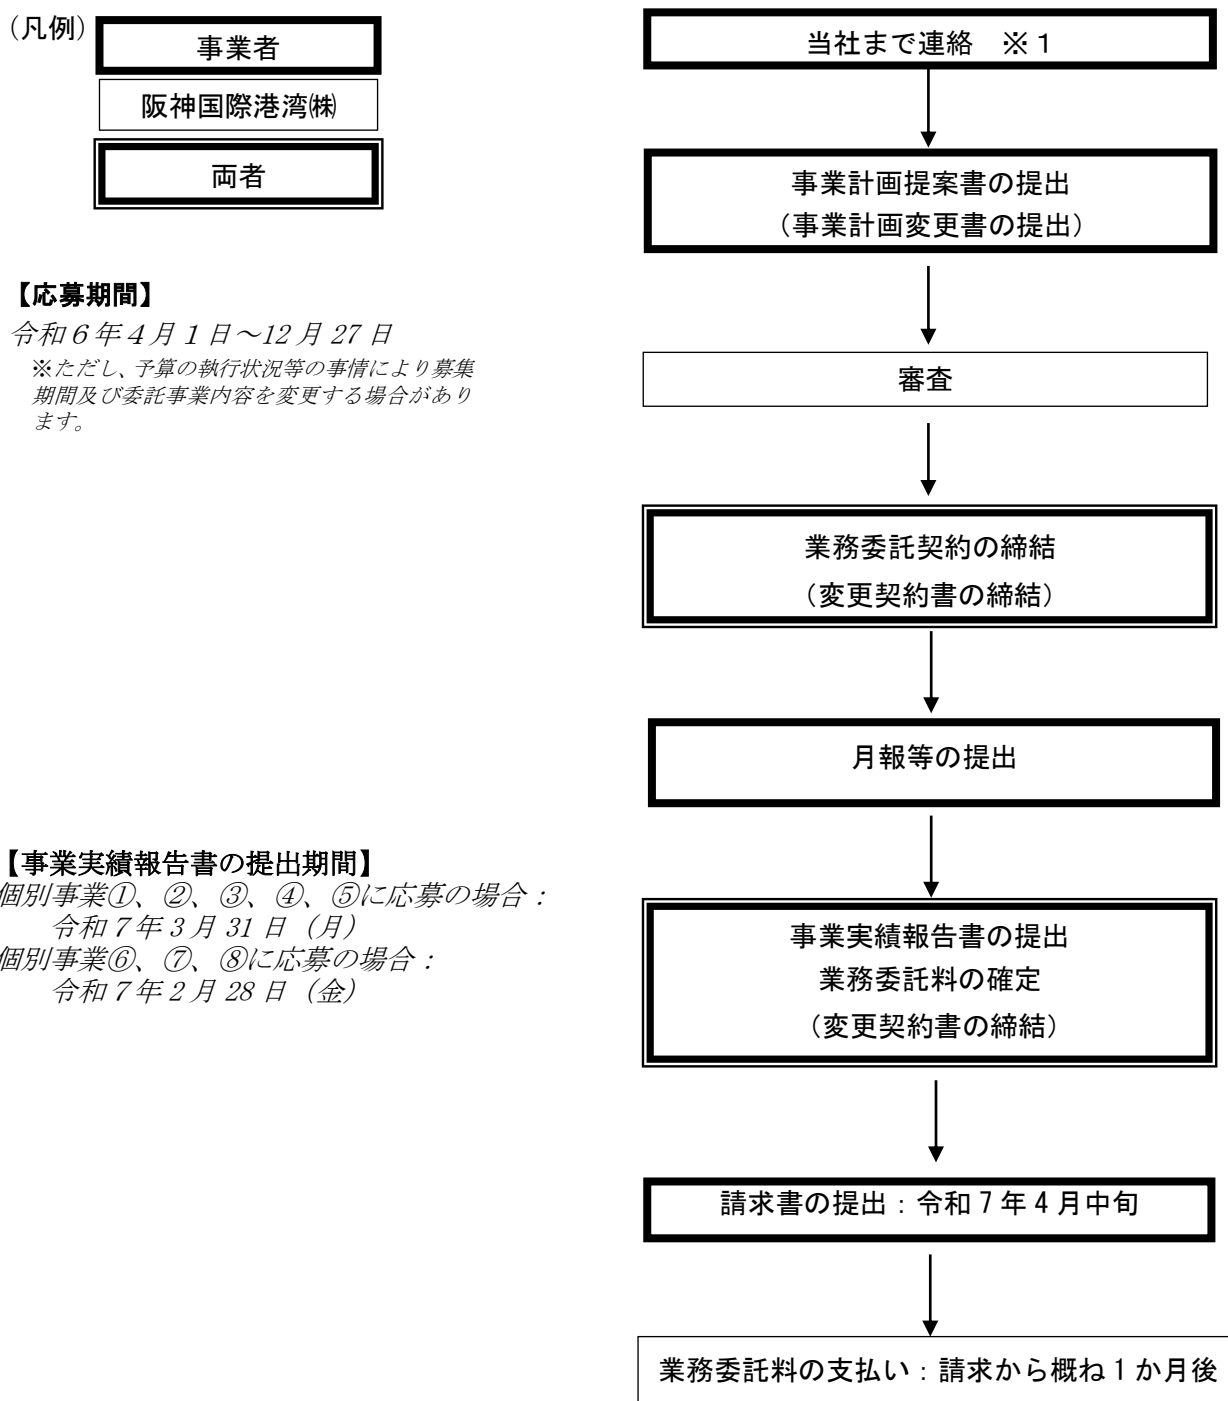 （凡例）
事業者
阪神国際港湾㈱
両者
【応募期間】
令和６年４月１日～12月27日
※ただし、予算の執行状況等の事情により募集
期間及び委託事業内容を変更する場合があり
ます。
【事業実績報告書の提出期間】
個別事業①、②、③、④、⑤に応募の場合：
令和７年３月31日（月）
個別事業⑥、⑦、⑧に応募の場合：
令和７年２月28日（金）
当社まで連絡　※１
事業計画提案書の提出
（事業計画変更書の提出）
審査
業務委託契約の締結
（変更契約書の締結）
月報等の提出
事業実績報告書の提出
業務委託料の確定
（変更契約書の締結）
請求書の提出：令和７年４月中旬
業務委託料の支払い：請求から概ね１か月後